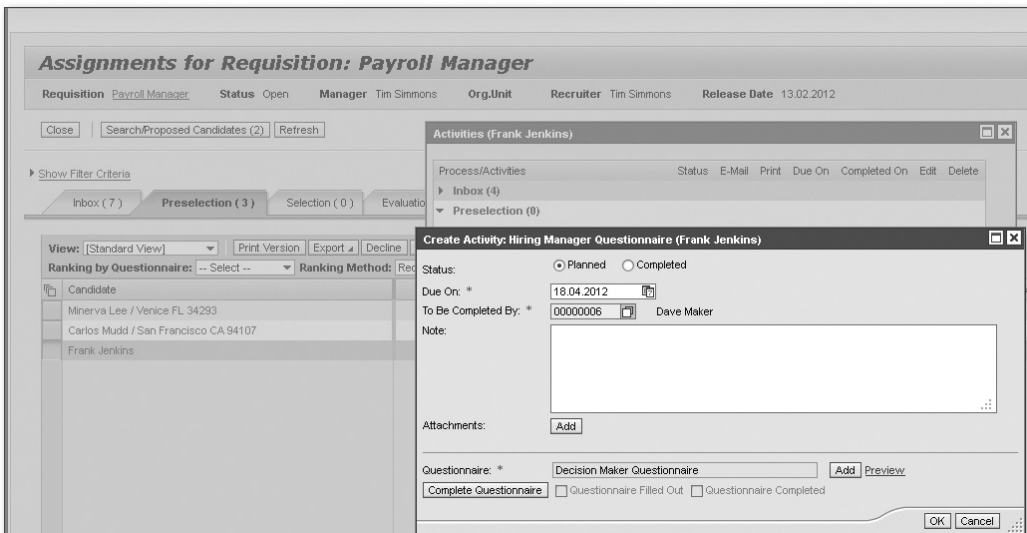 Assignments for Requisition: Payroll Manager
Requisition Payroll Manager Status Open Manager Tim Simmons Org.Unit Recruiter Tim Simmons Release Date 13.02.2012
Close Search/Proposed Candidates (2) Refresh
Activities (Frank Jenkins)
Process/Activities Status E-Mail Print Due On Completed On Edit Delete
Inbox (4)
Preselection (0)
Show Filter Criteria
Inbox ( 7 ) Preselection ( 3 ) Selection ( 0 ) Evaluatio
View: [Standard View] Print Version Export Decline
Ranking by Questionnaire: -- Select -- Ranking Method: Rec
Candidate
Minerva Lee / Venice FL 34293
Carlos Mudd / San Francisco CA 94107
Frank Jenkins
Create Activity: Hiring Manager Questionnaire (Frank Jenkins)
Status: Planned Completed
Due On: * 18.04.2012
To Be Completed By: * 00000006 Dave Maker
Note:
Attachments: Add
Questionnaire: * Decision Maker Questionnaire Add Preview
Complete Questionnaire Questionnaire Filled Out Questionnaire Completed
OK Cancel